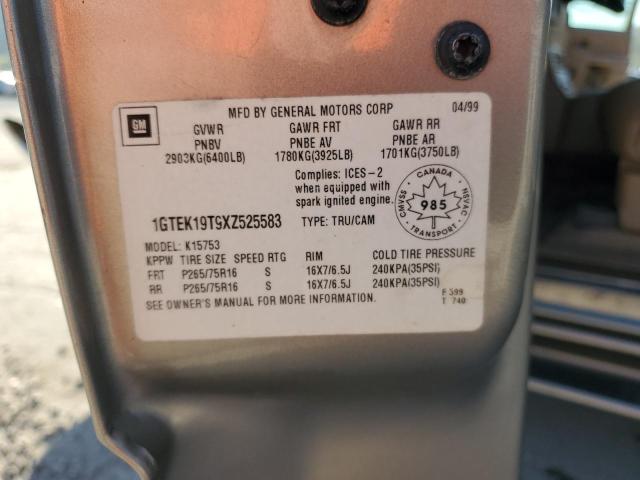 GM
MFD BY GENERAL MOTORS CORP 04/99
GVWR GAWR FRT GAWR RR
PNBV PNBE AV PNBE AR
2903KG(6400LB) 1780KG(3925LB) 1701KG(3750LB)
Complies: ICES-2
when equipped with
spark ignited engine.
CANADA
CMVSS 985 NSVAC
TRANSPORT
1GTEK19T9XZ525583 TYPE: TRU/CAM
MODEL: K15753
KPPW TIRE SIZE SPEED RTG RIM COLD TIRE PRESSURE
FRT P265/75R16 S 16X7/6.5J 240KPA(35PSI)
RR P265/75R16 S 16X7/6.5J 240KPA(35PSI)
SEE OWNER'S MANUAL FOR MORE INFORMATION.
F 599
T 740